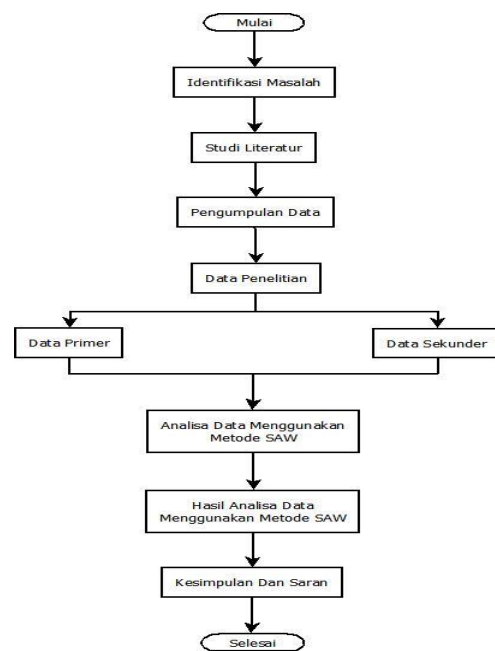 Mulai
Identifikasi Masalah
Studi Literatur
Pengumpulan Data
Data Penelitian
Data Primer
Data Sekunder
Analisa Data Menggunakan
Metode SAW
Hasil Analisa Data
Menggunakan Metode SAW
Kesimpulan Dan Saran
Selesai